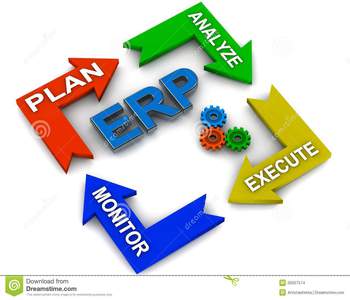 PLAN
ANALYZE
ERP
EXECUTE
MONITOR
Download from
Dreamstime.com